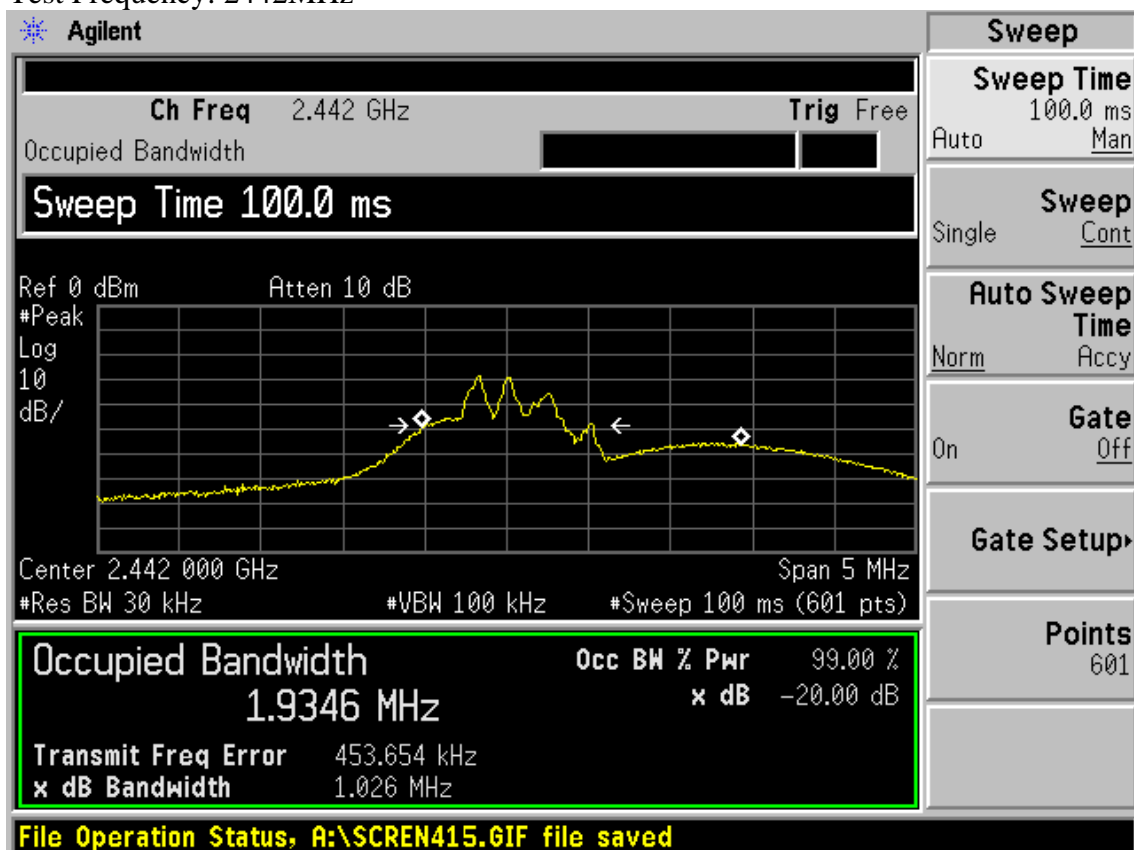 Test Frequency: 2442MHz
Agilent
Ch Freq 2.442 GHz Trig Free
Occupied Bandwidth
Sweep Time 100.0 ms
Ref 0 dBm Atten 10 dB
#Peak
Log
10
dB/
Center 2.442 000 GHz Span 5 MHz
#Res BW 30 kHz #VBW 100 kHz #Sweep 100 ms (601 pts)
Occupied Bandwidth
1.9346 MHz
Occ BW % Pwr 99.00 %
x dB -20.00 dB
Transmit Freq Error 453.654 kHz
x dB Bandwidth 1.026 MHz
File Operation Status, A:\SCREN415.GIF file saved
Sweep
Sweep Time
100.0 ms
Auto Man
Sweep
Single Cont
Auto Sweep
Time
Norm Accy
Gate
On Off
Gate Setup
Points
601